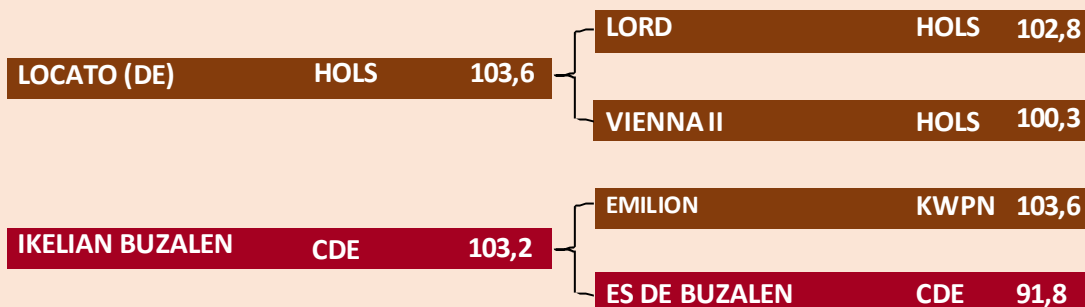 LORD HOLS 102,8
LOCATO (DE) HOLS 103,6
VIENNA II HOLS 100,3
EMILION KWPN 103,6
IKELIAN BUZALEN CDE 103,2
ES DE BUZALEN CDE 91,8